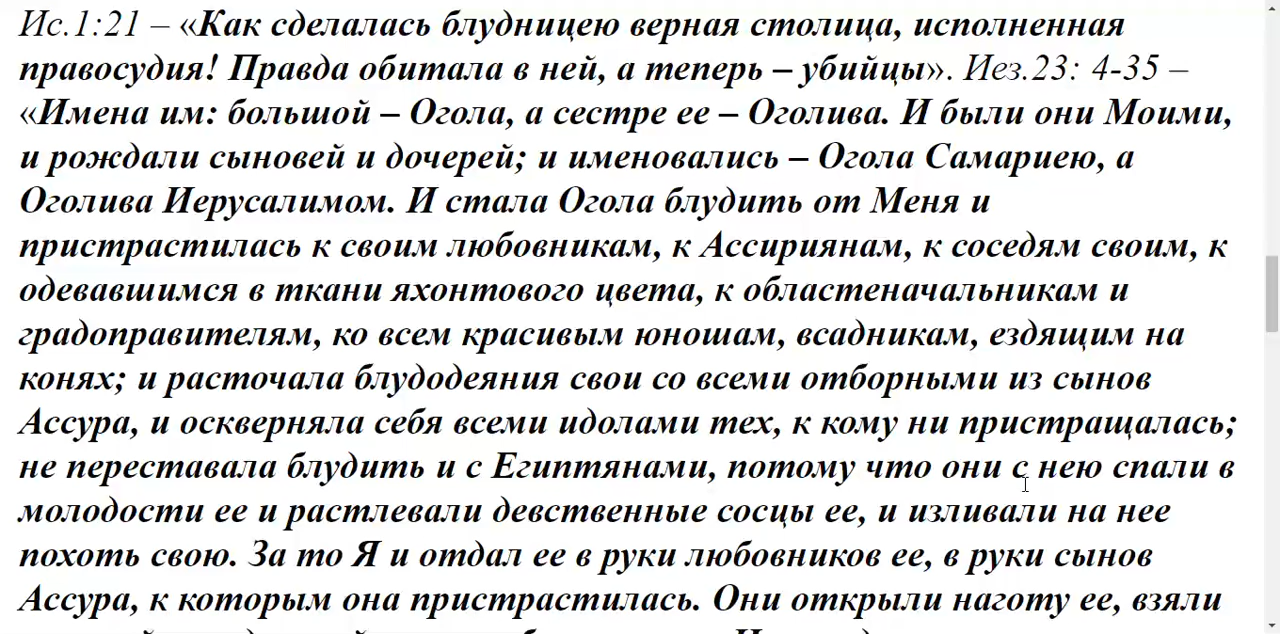 Ис.1:21 – «Как сделалась блудницею верная столица, исполненная
правосудия! Правда обитала в ней, а теперь – убийцы». Иез.23: 4-35 –
«Имена им: большой – Огола, а сестре ее – Оголива. И были они Моими,
и рождали сыновей и дочерей; и именовались – Огола Самариею, а
Оголива Иерусалимом. И стала Огола блудить от Меня и
пристрастилась к своим любовникам, к Ассириянам, к соседям своим, к
одевавшимся в ткани яхонтового цвета, к областеначальникам и
градоправителям, ко всем красивым юношам, всадникам, ездящим на
конях; и расточала блудодеяния свои со всеми отборными из сынов
Ассура, и оскверняла себя всеми идолами тех, к кому ни пристращалась;
не переставала блудить и с Египтянами, потому что они с нею спали в
молодости ее и растлевали девственные сосцы ее, и изливали на нее
похоть свою. За то Я и отдал ее в руки любовников ее, в руки сынов
Ассура, к которым она пристрастилась. Они открыли наготу ее, взяли